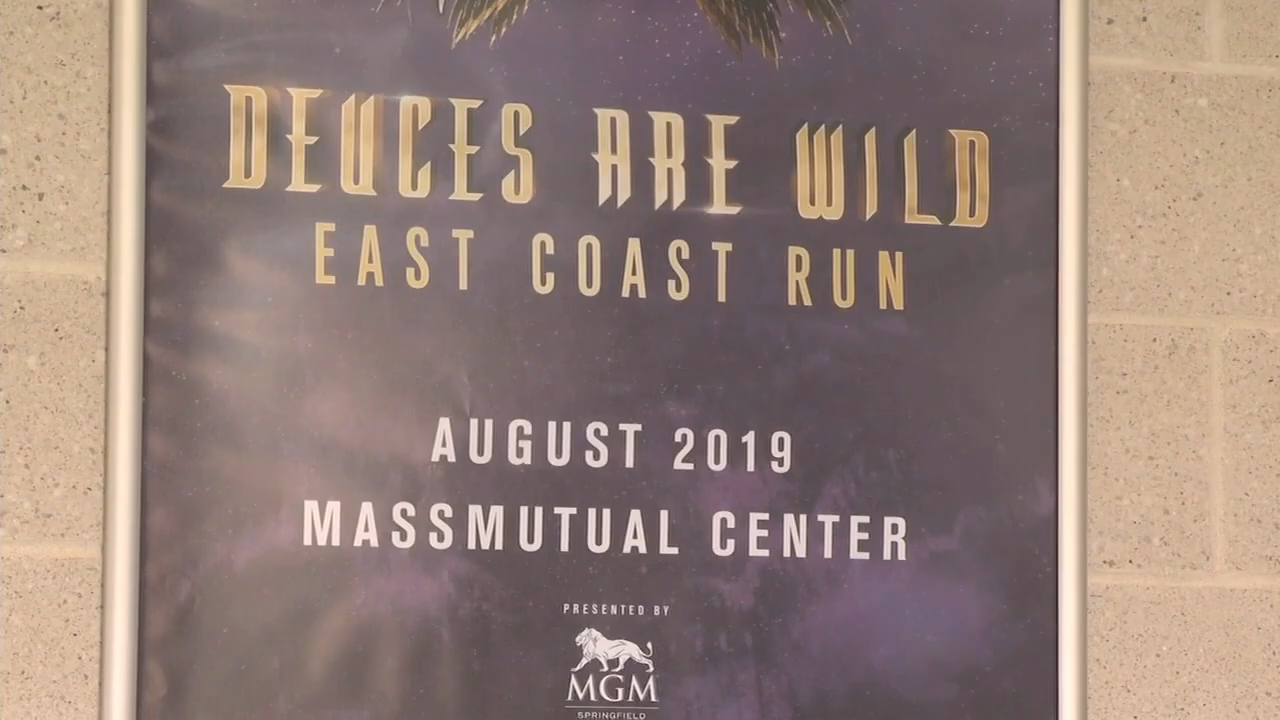 DEUCES ARE WILD
EAST COAST RUN
AUGUST 2019
MASSMUTUAL CENTER
PRESENTED BY
MGM
SPRINGFIELD